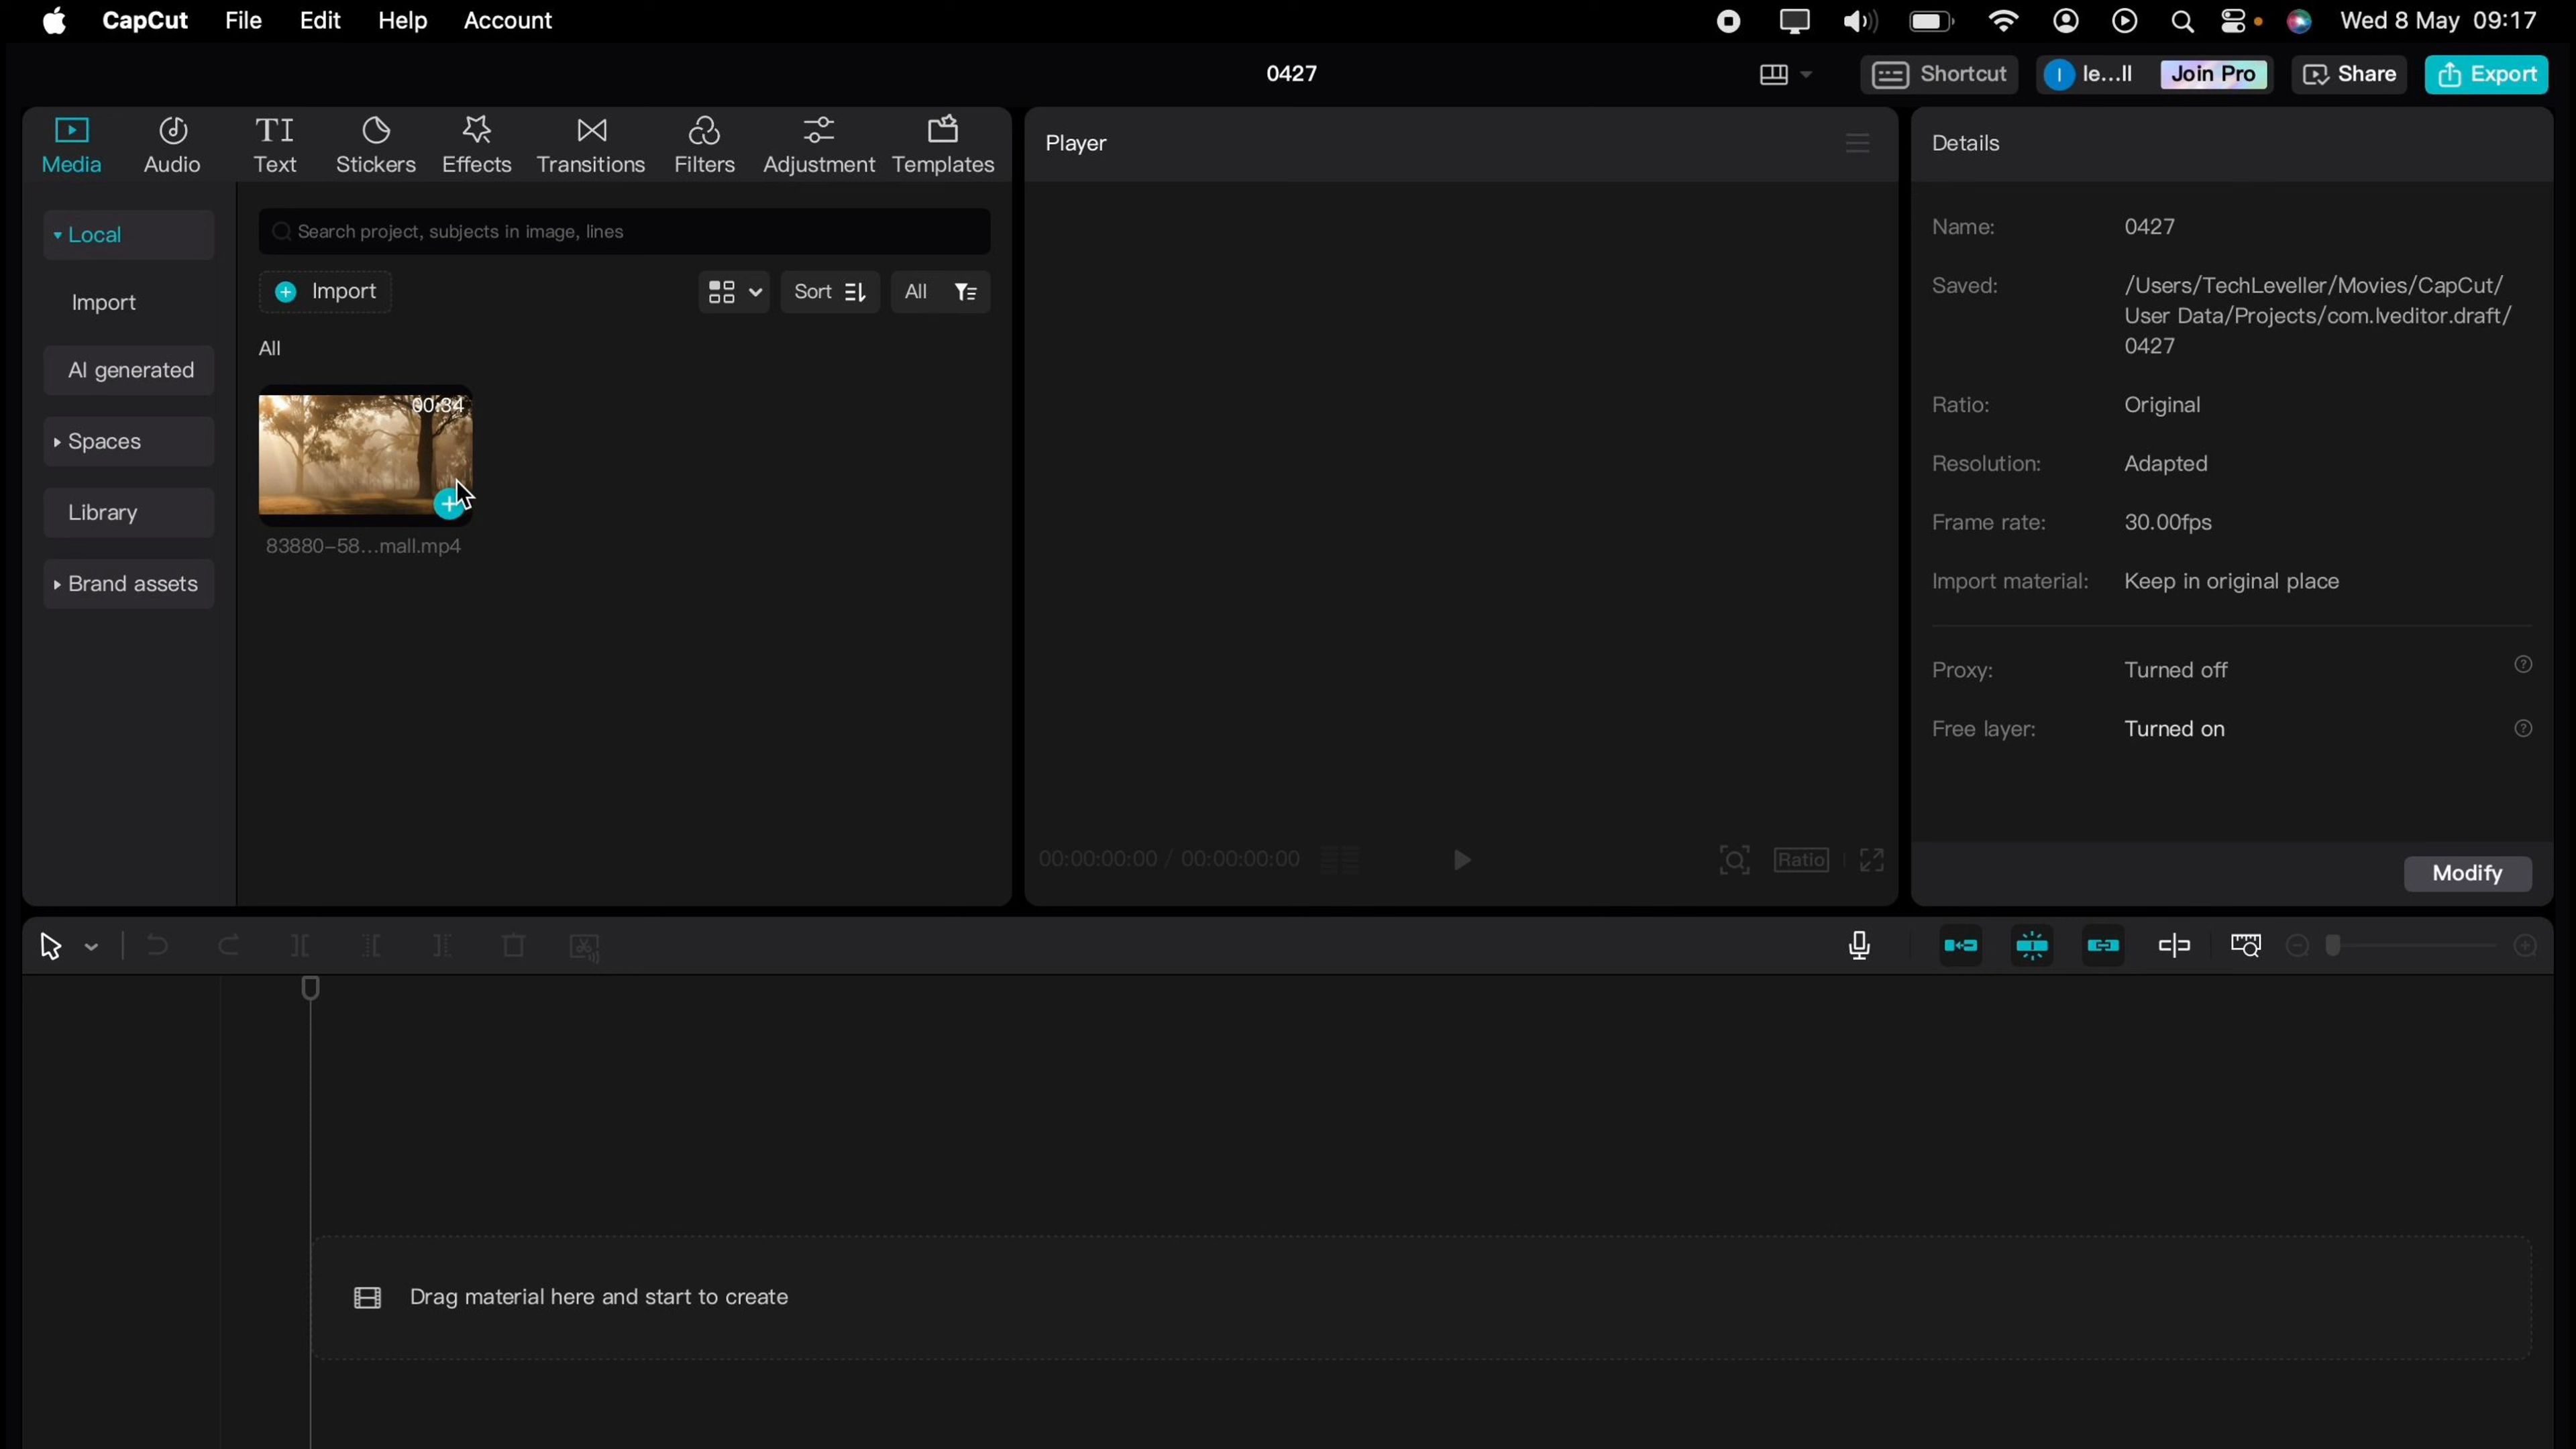 CapCut File Edit Help Account Wed 8 May 09:17
0427 Shortcut I le...ll Join Pro Share Export
Media Audio TI Text Stickers Effects Transitions Filters Adjustment Templates
Player
Details
Local
Import
AI generated
Spaces
Library
Brand assets
Search project, subjects in image, lines
Import Sort All
All
00:34
83880-58...mall.mp4
00:00:00:00 / 00:00:00:00 Ratio
Name: 0427
Saved: /Users/TechLeveller/Movies/CapCut/
User Data/Projects/com.lveditor.draft/
0427
Ratio: Original
Resolution: Adapted
Frame rate: 30.00fps
Import material: Keep in original place
Proxy: Turned off
Free layer: Turned on
Modify
Drag material here and start to create